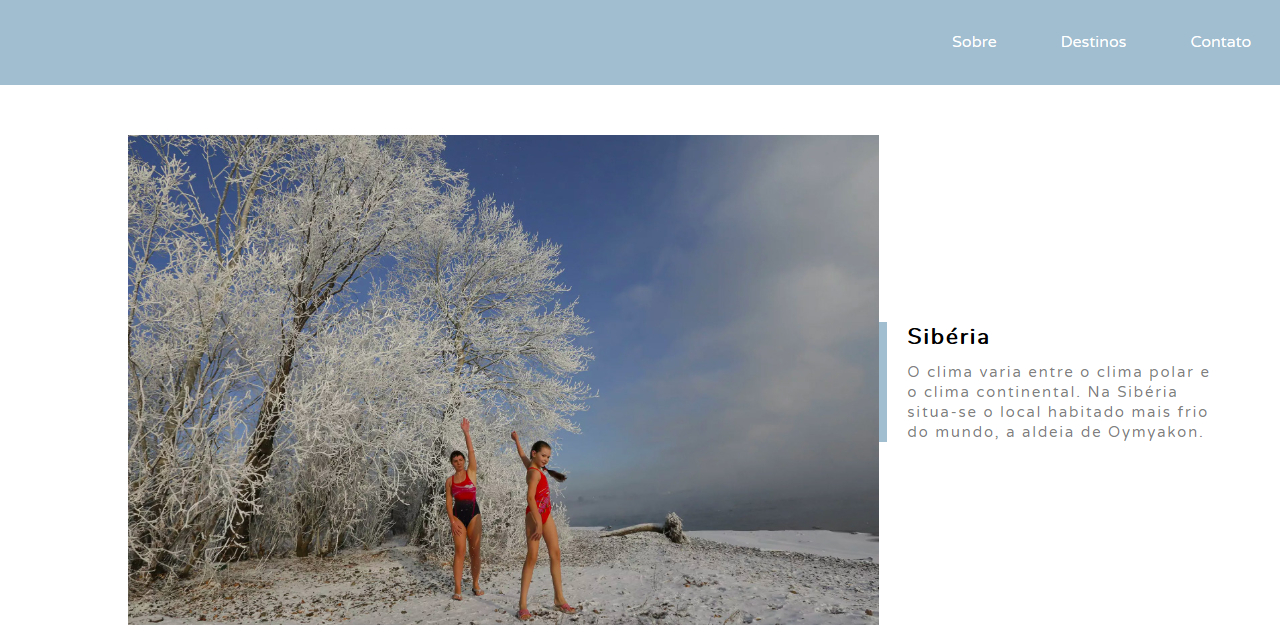 Sobre Destinos Contato
Sibéria
O clima varia entre o clima polar e
o clima continental. Na Sibéria
situa-se o local habitado mais frio
do mundo, a aldeia de Oymyakon.